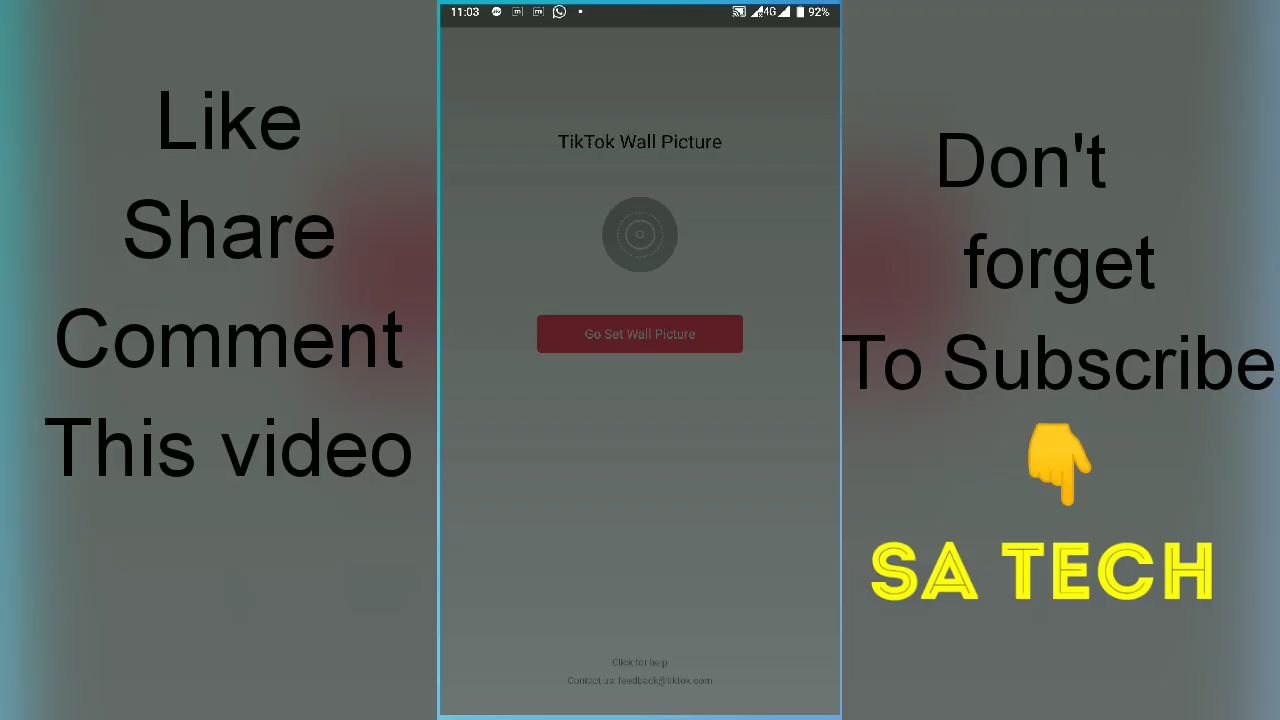 Like
Share
Comment
This video
11:03
4G 92%
TikTok Wall Picture
Go Set Wall Picture
Click for help
Contact us: feedback@tiktok.com
Don't
forget
To Subscribe
SA TECH